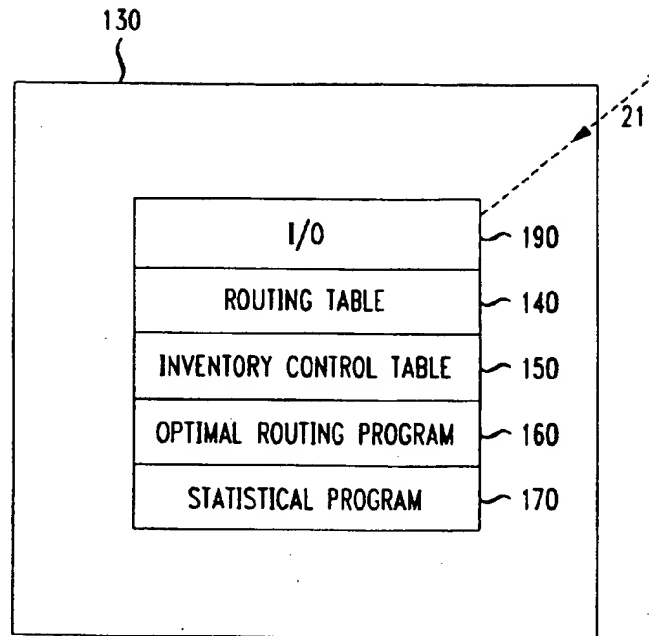 130
21
I/O 190
ROUTING TABLE 140
INVENTORY CONTROL TABLE 150
OPTIMAL ROUTING PROGRAM 160
STATISTICAL PROGRAM 170